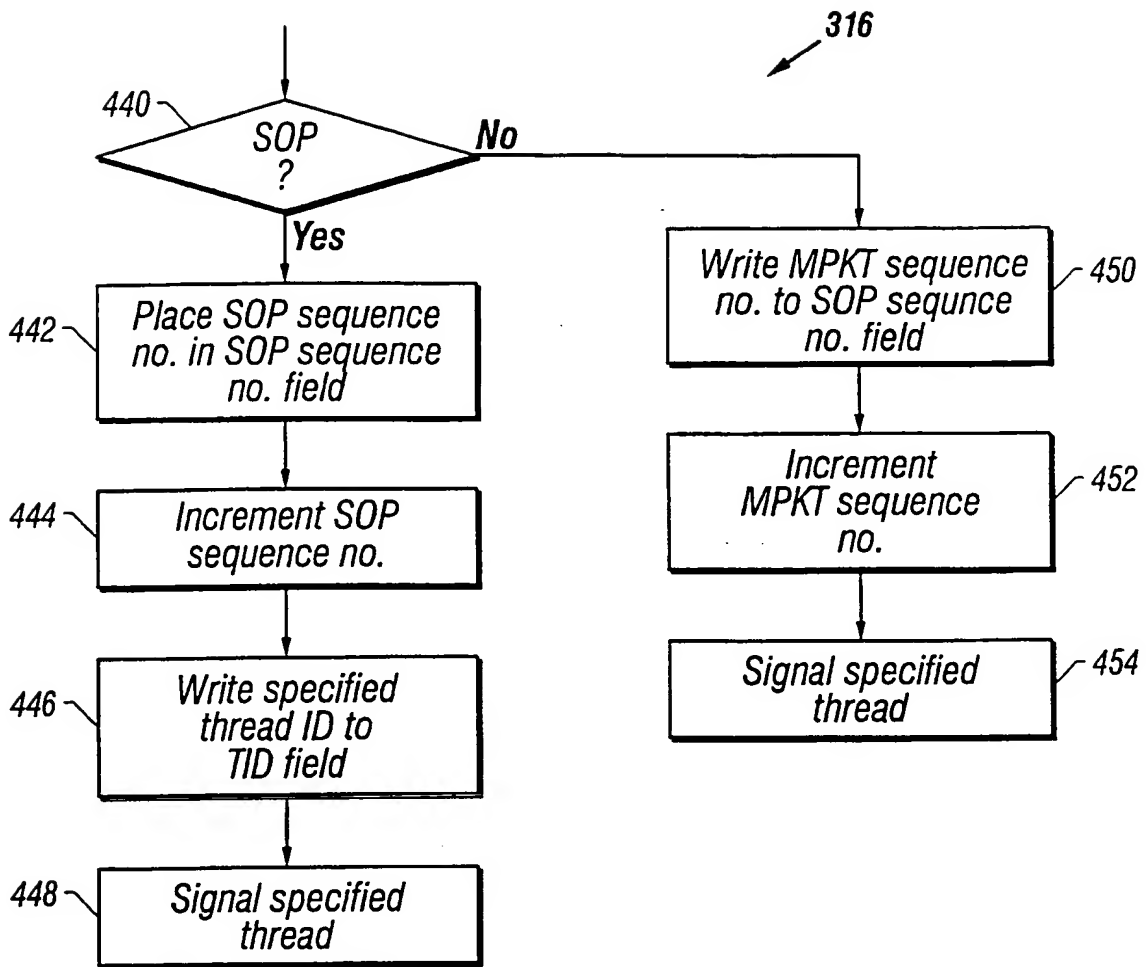 316
440
SOP
?
No
Yes
442
Place SOP sequence
no. in SOP sequence
no. field
444
Increment SOP
sequence no.
446
Write specified
thread ID to
TID field
448
Signal specified
thread
Write MPKT sequence
no. to SOP sequnce
no. field
450
Increment
MPKT sequence
no.
452
Signal specified
thread
454